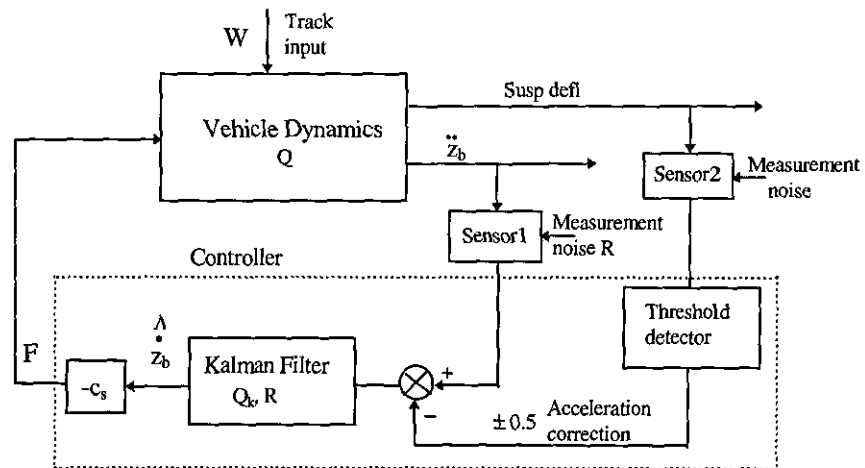 W
Track
input
Susp defl
Vehicle Dynamics
Q
z̈b
Sensor2
Measurement
noise
Sensor1
Measurement
noise R
Controller
Threshold
detector
F
-cs
Λ
żb
Kalman Filter
Qk, R
+
−
± 0.5 Acceleration
correction